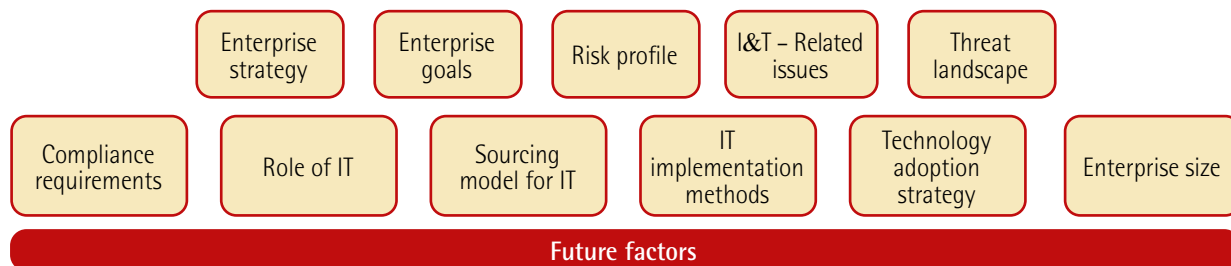 Enterprise
strategy
Enterprise
goals
Risk profile
I&T – Related
issues
Threat
landscape
Compliance
requirements
Role of IT
Sourcing
model for IT
IT
implementation
methods
Technology
adoption
strategy
Enterprise size
Future factors